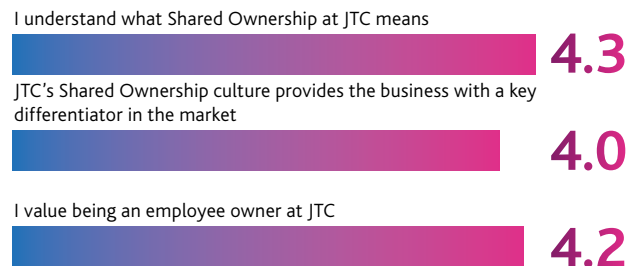 I understand what Shared Ownership at JTC means
4.3
JTC’s Shared Ownership culture provides the business with a key
differentiator in the market
4.0
I value being an employee owner at JTC
4.2